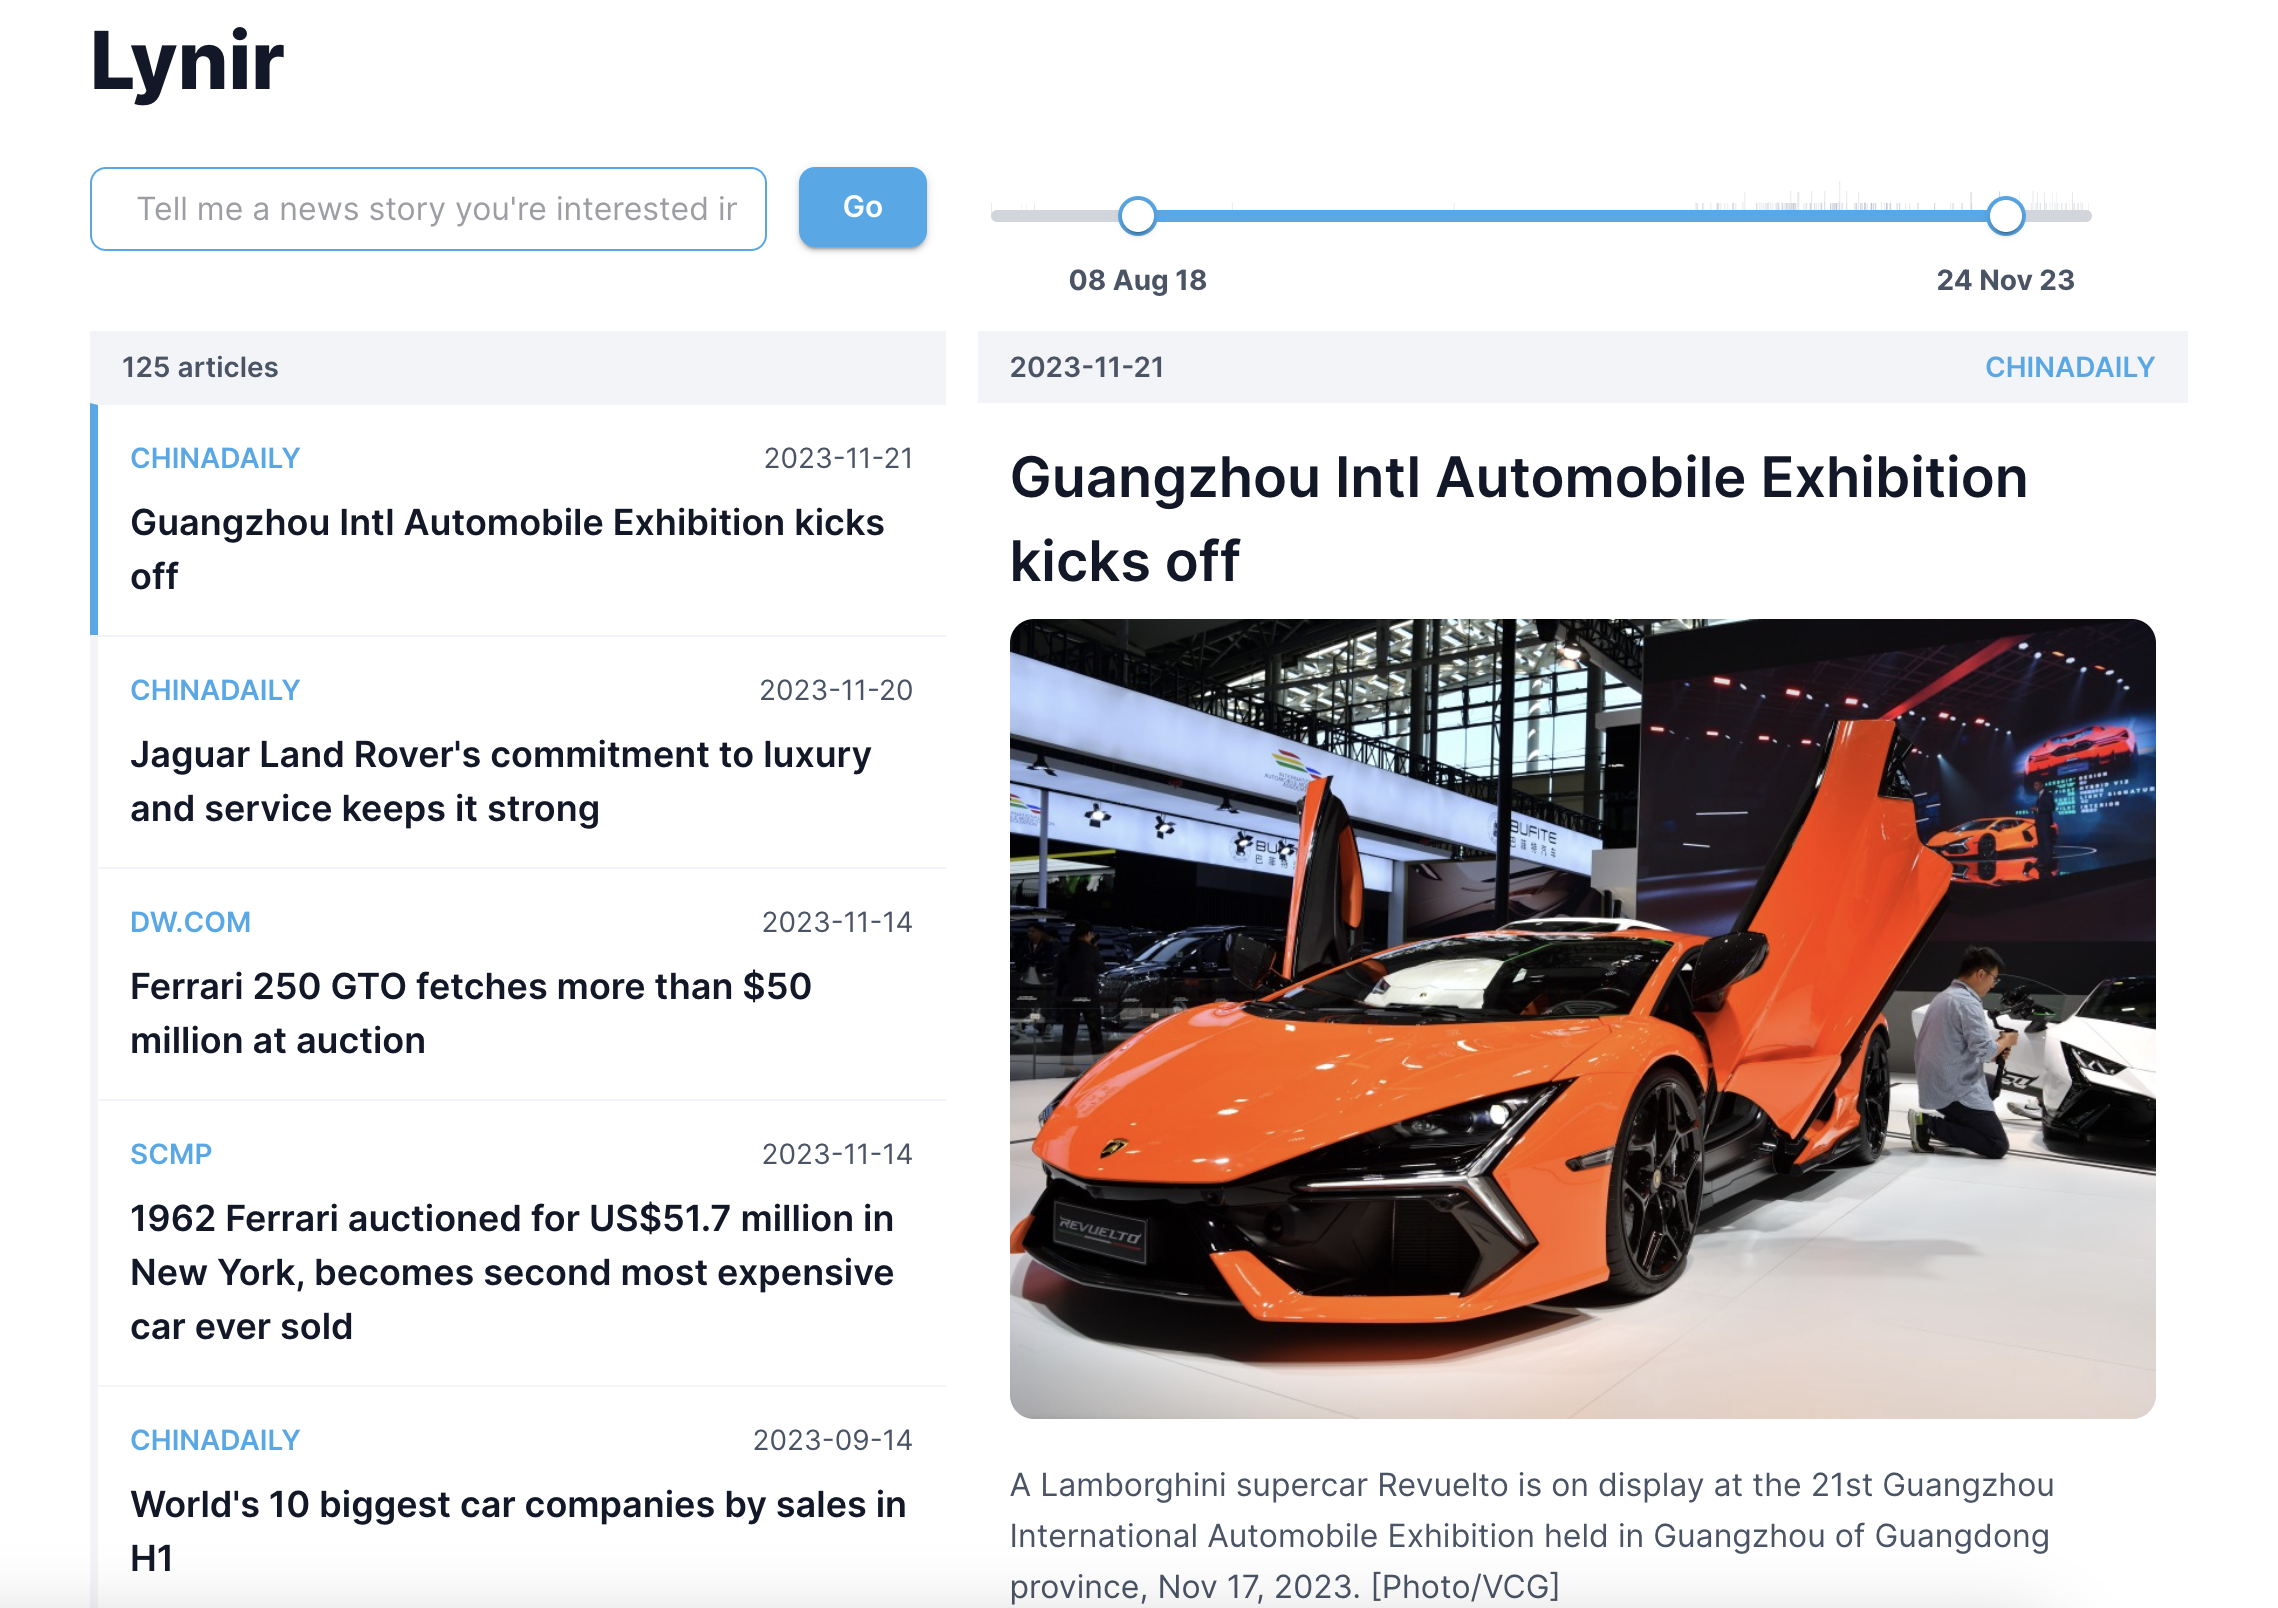 Lynir
Tell me a news story you're interested ir
Go
08 Aug 18
24 Nov 23
125 articles
CHINADAILY
2023-11-21
Guangzhou Intl Automobile Exhibition kicks
off
CHINADAILY
2023-11-20
Jaguar Land Rover's commitment to luxury
and service keeps it strong
DW.COM
2023-11-14
Ferrari 250 GTO fetches more than $50
million at auction
SCMP
2023-11-14
1962 Ferrari auctioned for US$51.7 million in
New York, becomes second most expensive
car ever sold
CHINADAILY
2023-09-14
World's 10 biggest car companies by sales in
H1
2023-11-21
CHINADAILY
Guangzhou Intl Automobile Exhibition
kicks off
BUFITE
REVUELTO
A Lamborghini supercar Revuelto is on display at the 21st Guangzhou
International Automobile Exhibition held in Guangzhou of Guangdong
province, Nov 17, 2023. [Photo/VCG]